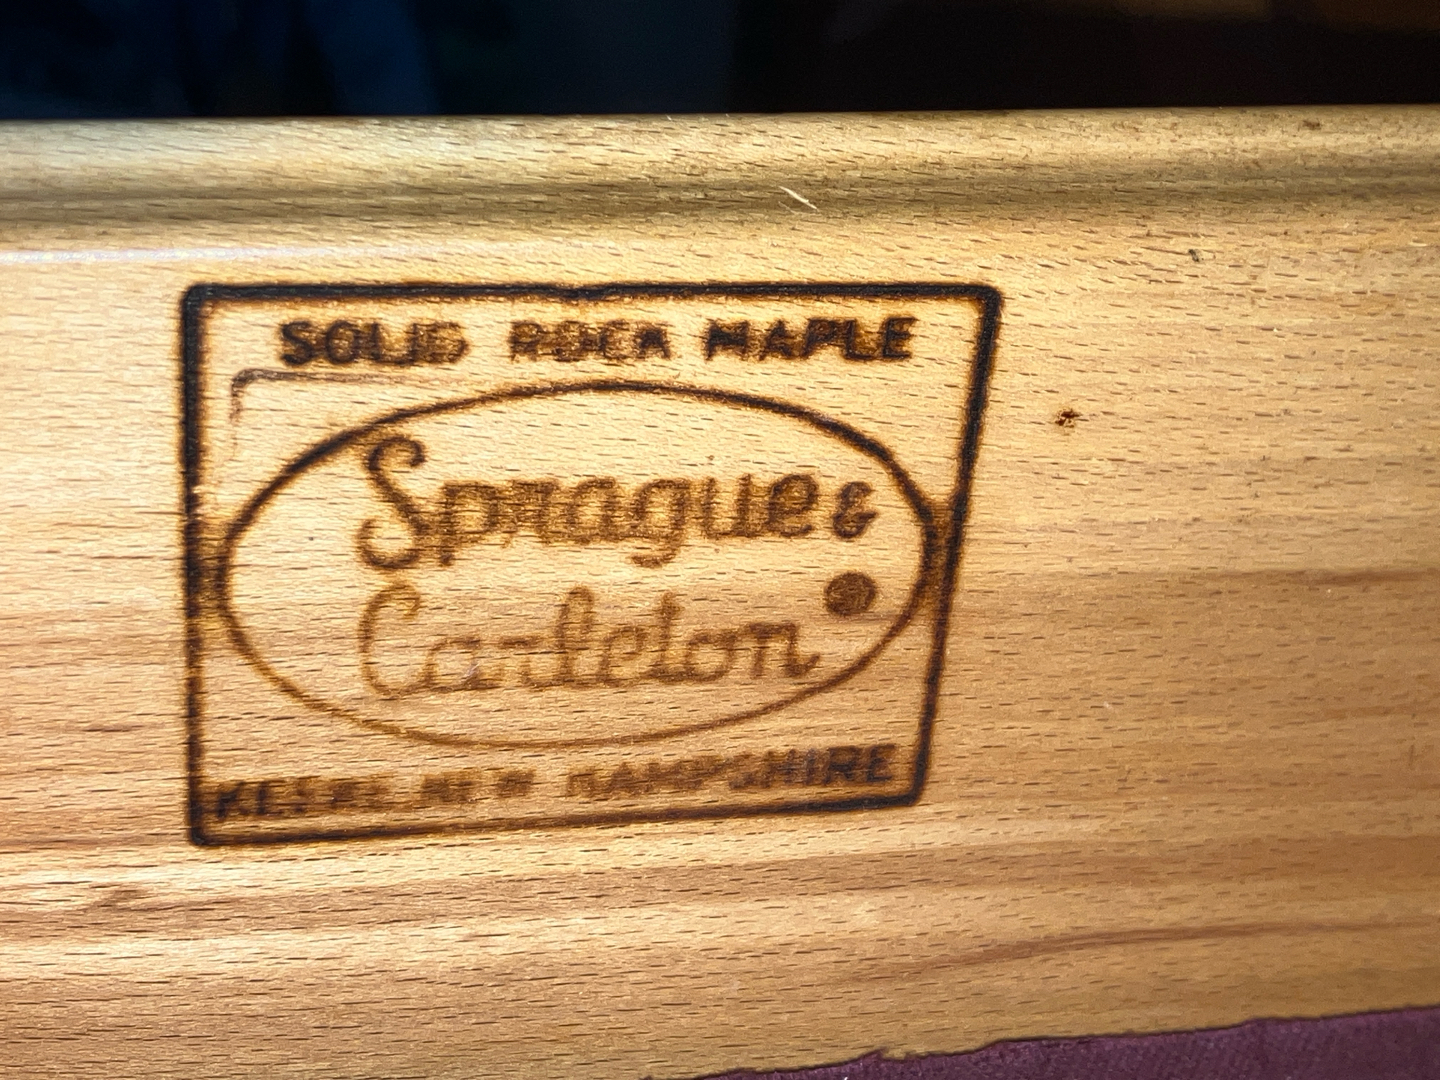 SOLID ROCK MAPLE
Sprague &
Carleton
KEENE, NEW HAMPSHIRE